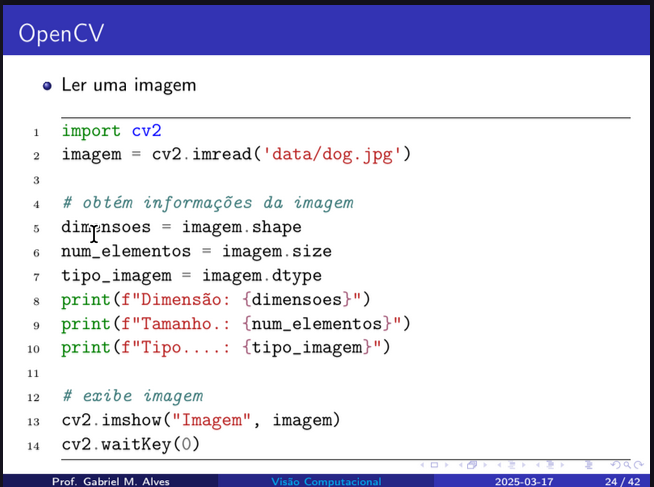 OpenCV
Ler uma imagem
1 import cv2
2 imagem = cv2.imread('data/dog.jpg')
3
4 # obtém informações da imagem
5 dimensoes = imagem.shape
6 num_elementos = imagem.size
7 tipo_imagem = imagem.dtype
8 print(f"Dimensão: {dimensoes}")
9 print(f"Tamanho.: {num_elementos}")
10 print(f"Tipo....: {tipo_imagem}")
11
12 # exibe imagem
13 cv2.imshow("Imagem", imagem)
14 cv2.waitKey(0)
Prof. Gabriel M. Alves Visão Computacional 2025-03-17 24 / 42